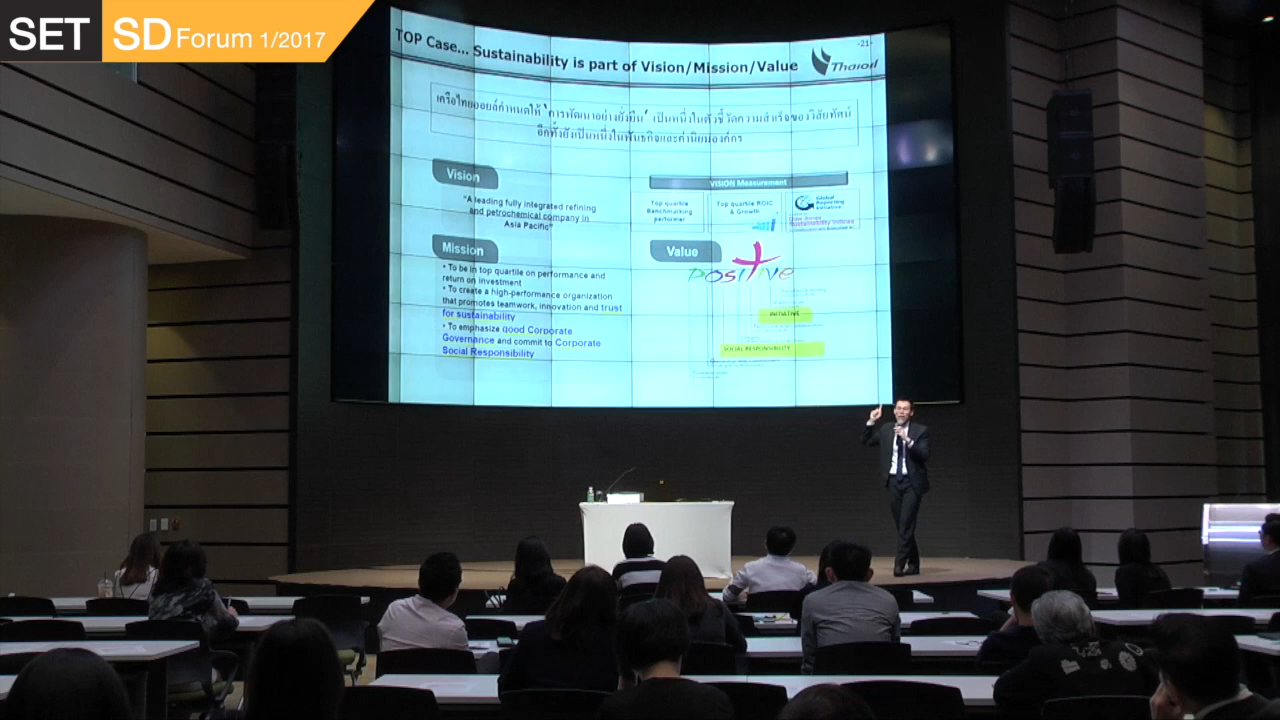 SET SD Forum 1/2017
TOP Case... Sustainability is part of Vision/Mission/Value
-21-
Thaioil
เครือไทยออยล์กำหนดให้ "การพัฒนาอย่างยั่งยืน" เป็นหนึ่งในตัวชี้วัดความสำเร็จของวิสัยทัศน์
อีกทั้งยังเป็นหนึ่งในพันธกิจและค่านิยมองค์กร
Vision
"A leading fully integrated refining
and petrochemical company in
Asia Pacific"
VISION Measurement
Top quartile
Benchmarking
performer
Top quartile ROIC
& Growth
Global
Reporting
Initiative
Dow Jones
Sustainability Indices
Mission
• To be in top quartile on performance and
return on investment
• To create a high-performance organization
that promotes teamwork, innovation and trust
for sustainability
• To emphasize good Corporate
Governance and commit to Corporate
Social Responsibility
Value
POSITIVE
INITIATIVE
SOCIAL RESPONSIBILITY